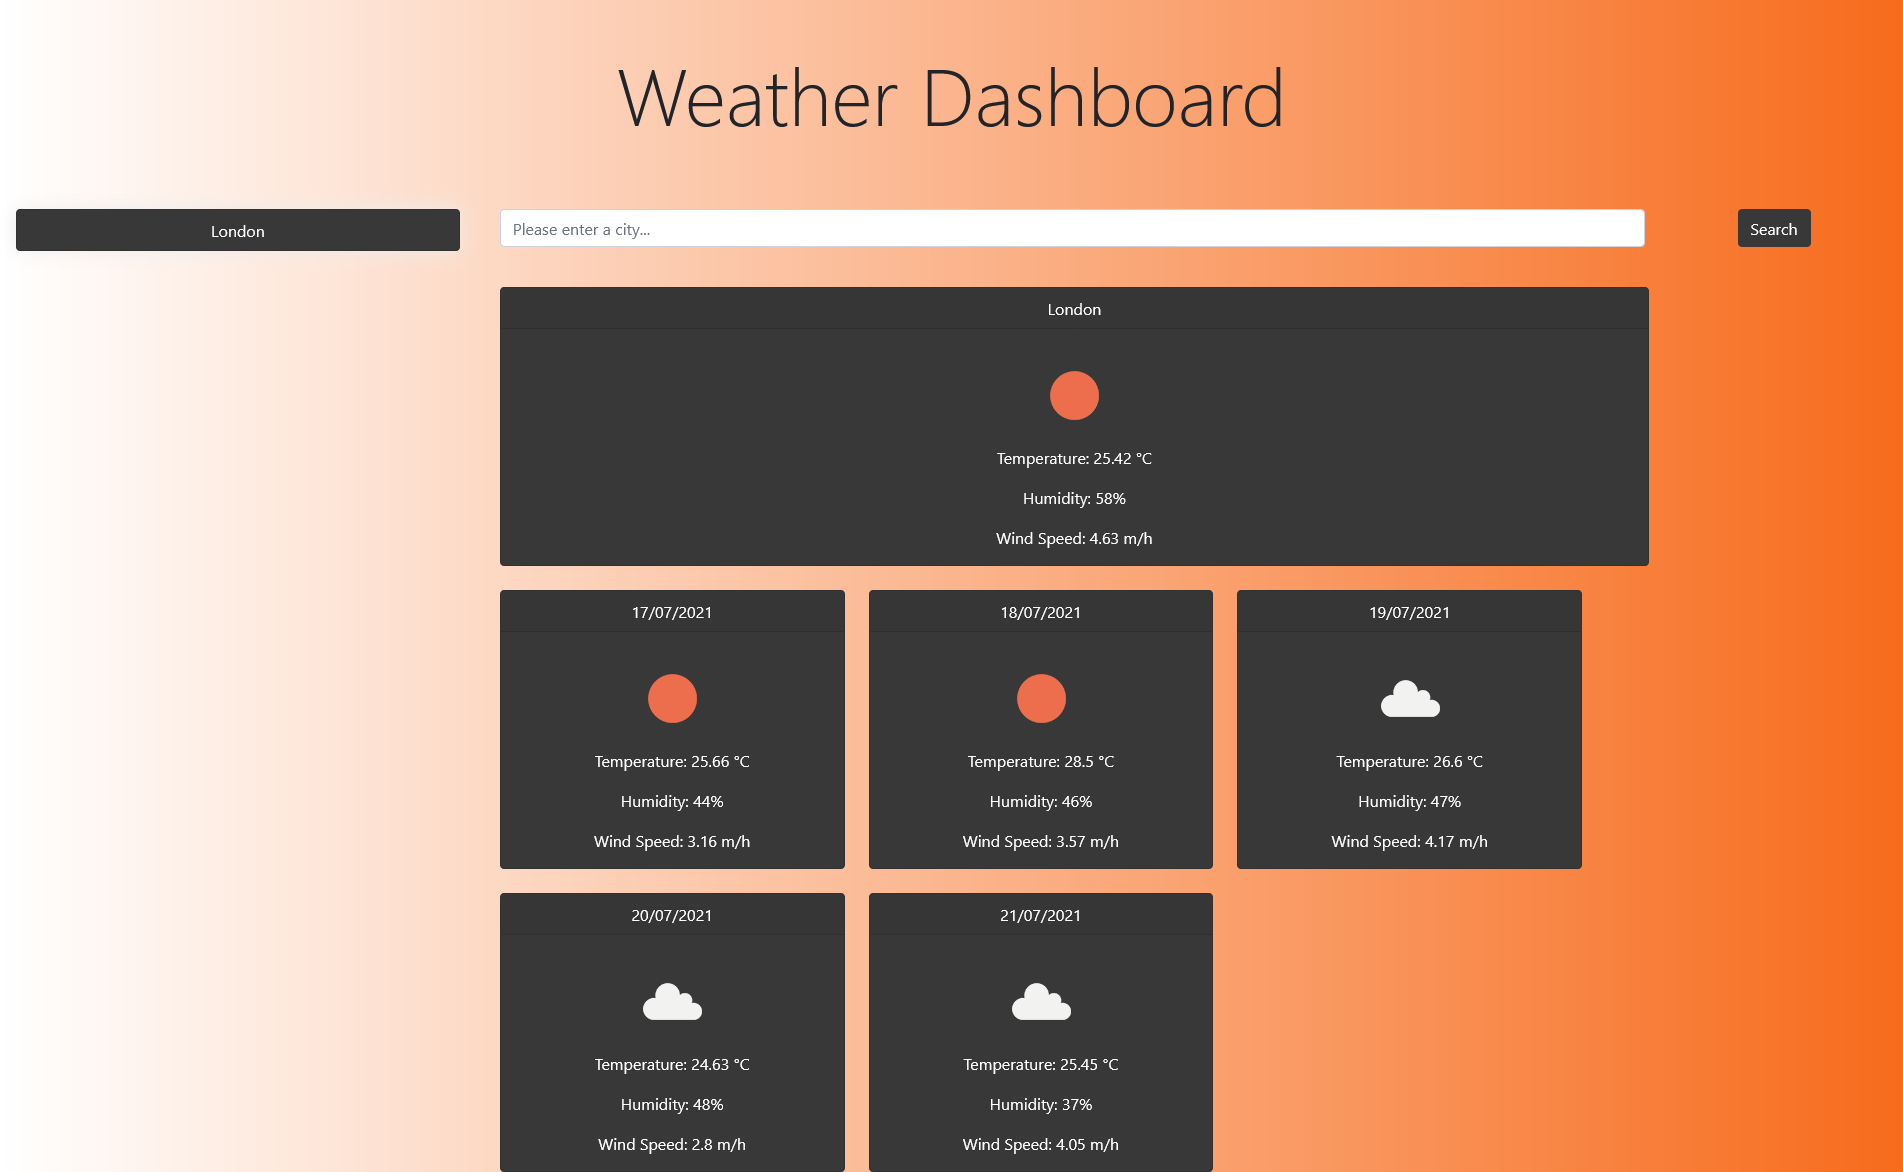 Weather Dashboard
London
Please enter a city...
Search
London
Temperature: 25.42 °C
Humidity: 58%
Wind Speed: 4.63 m/h
17/07/2021
Temperature: 25.66 °C
Humidity: 44%
Wind Speed: 3.16 m/h
18/07/2021
Temperature: 28.5 °C
Humidity: 46%
Wind Speed: 3.57 m/h
19/07/2021
Temperature: 26.6 °C
Humidity: 47%
Wind Speed: 4.17 m/h
20/07/2021
Temperature: 24.63 °C
Humidity: 48%
Wind Speed: 2.8 m/h
21/07/2021
Temperature: 25.45 °C
Humidity: 37%
Wind Speed: 4.05 m/h